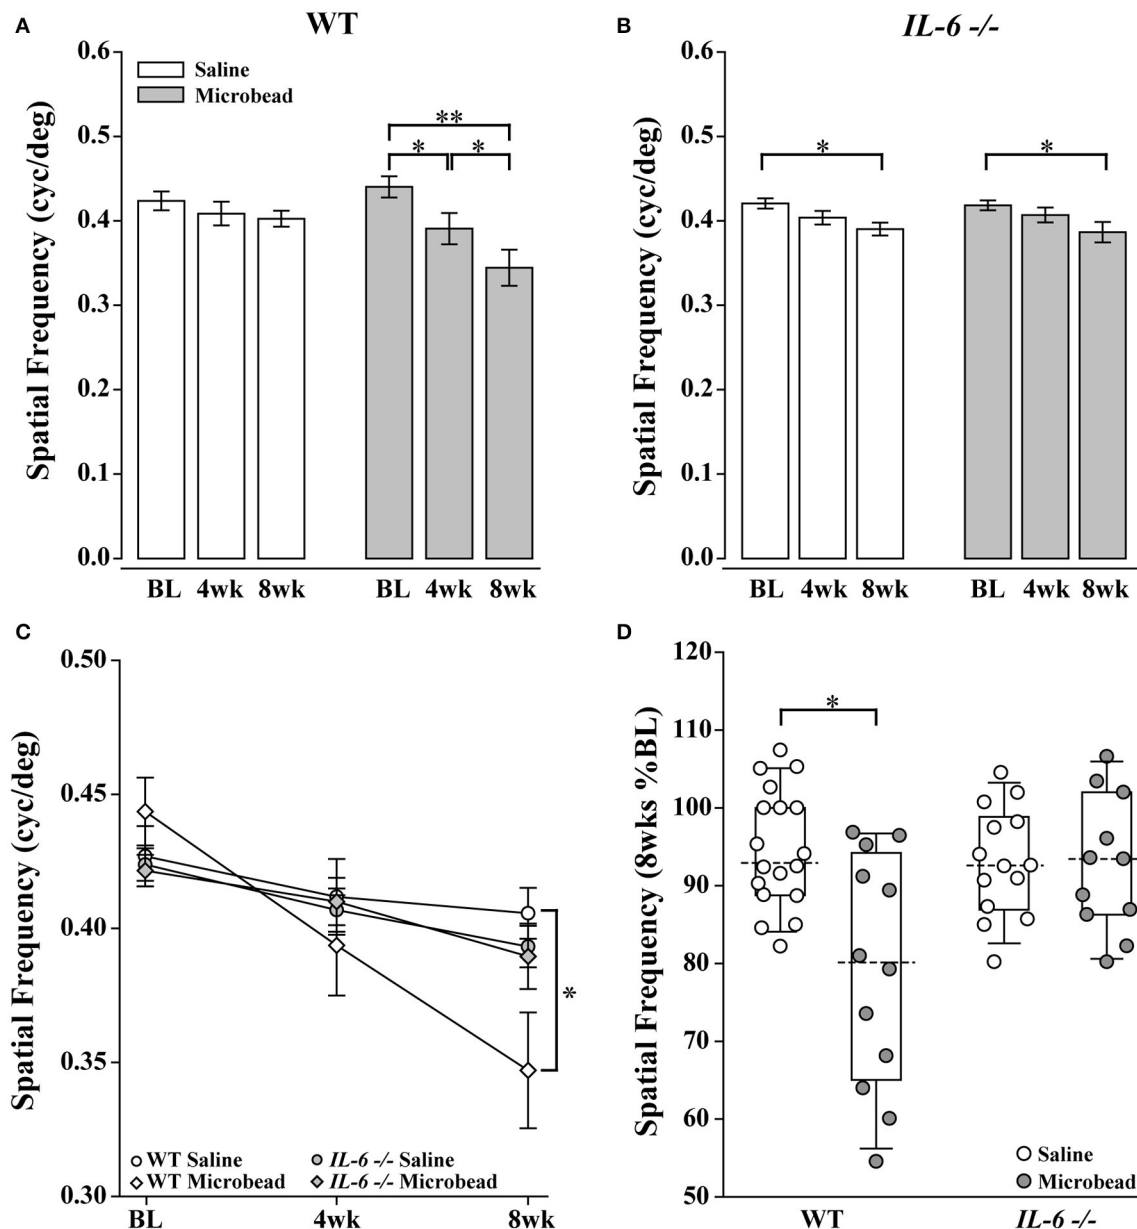 A
WT
Spatial Frequency (cyc/deg)
0.6
0.5
0.4
0.3
0.2
0.1
0.0
Saline
Microbead
**
*
*
BL 4wk 8wk
BL 4wk 8wk
B
IL-6 -/-
Spatial Frequency (cyc/deg)
0.6
0.5
0.4
0.3
0.2
0.1
0.0
*
*
BL 4wk 8wk
BL 4wk 8wk
C
Spatial Frequency (cyc/deg)
0.50
0.45
0.40
0.35
0.30
*
WT Saline
IL-6 -/- Saline
WT Microbead
IL-6 -/- Microbead
BL 4wk 8wk
D
Spatial Frequency (8wks %BL)
120
110
100
90
80
70
60
50
*
Saline
Microbead
WT IL-6 -/-